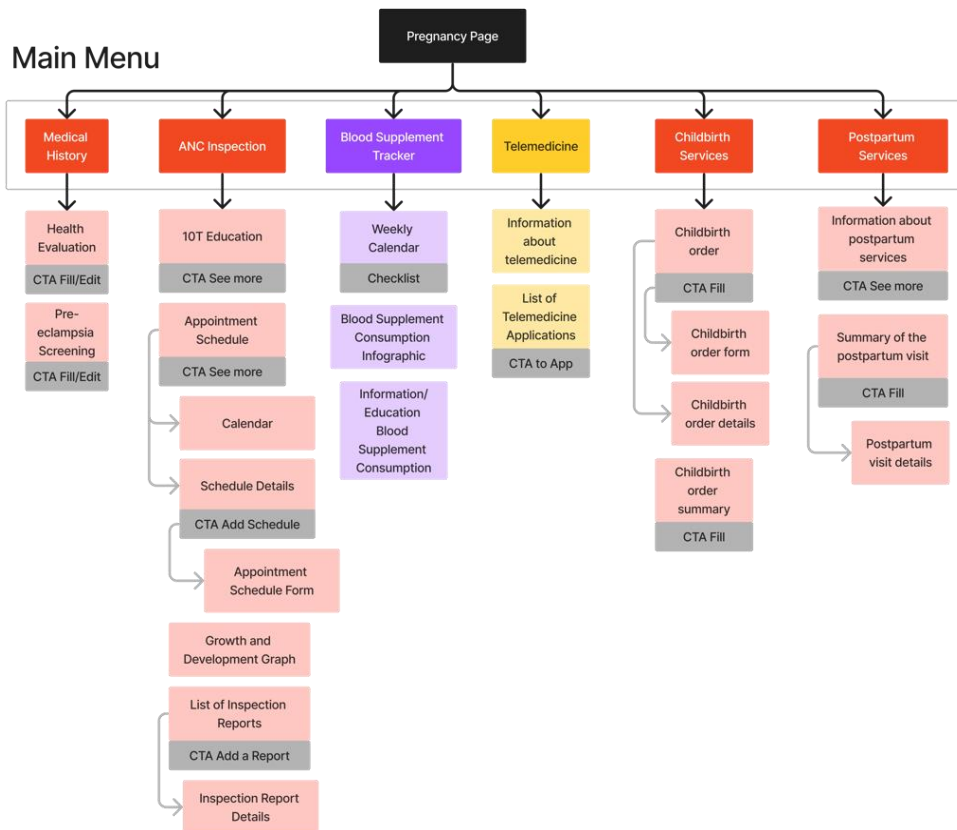 Main Menu
Pregnancy Page
Medical
History
ANC Inspection
Blood Supplement
Tracker
Telemedicine
Childbirth
Services
Postpartum
Services
Health
Evaluation
CTA Fill/Edit
Pre-
eclampsia
Screening
CTA Fill/Edit
10T Education
CTA See more
Appointment
Schedule
CTA See more
Calendar
Schedule Details
CTA Add Schedule
Appointment
Schedule Form
Growth and
Development Graph
List of Inspection
Reports
CTA Add a Report
Inspection Report
Details
Weekly
Calendar
Checklist
Blood Supplement
Consumption
Infographic
Information/
Education
Blood
Supplement
Consumption
Information
about
telemedicine
List of
Telemedicine
Applications
CTA to App
Childbirth
order
CTA Fill
Childbirth
order form
Childbirth
order details
Childbirth
order
summary
CTA Fill
Information about
postpartum
services
CTA See more
Summary of the
postpartum visit
CTA Fill
Postpartum
visit details